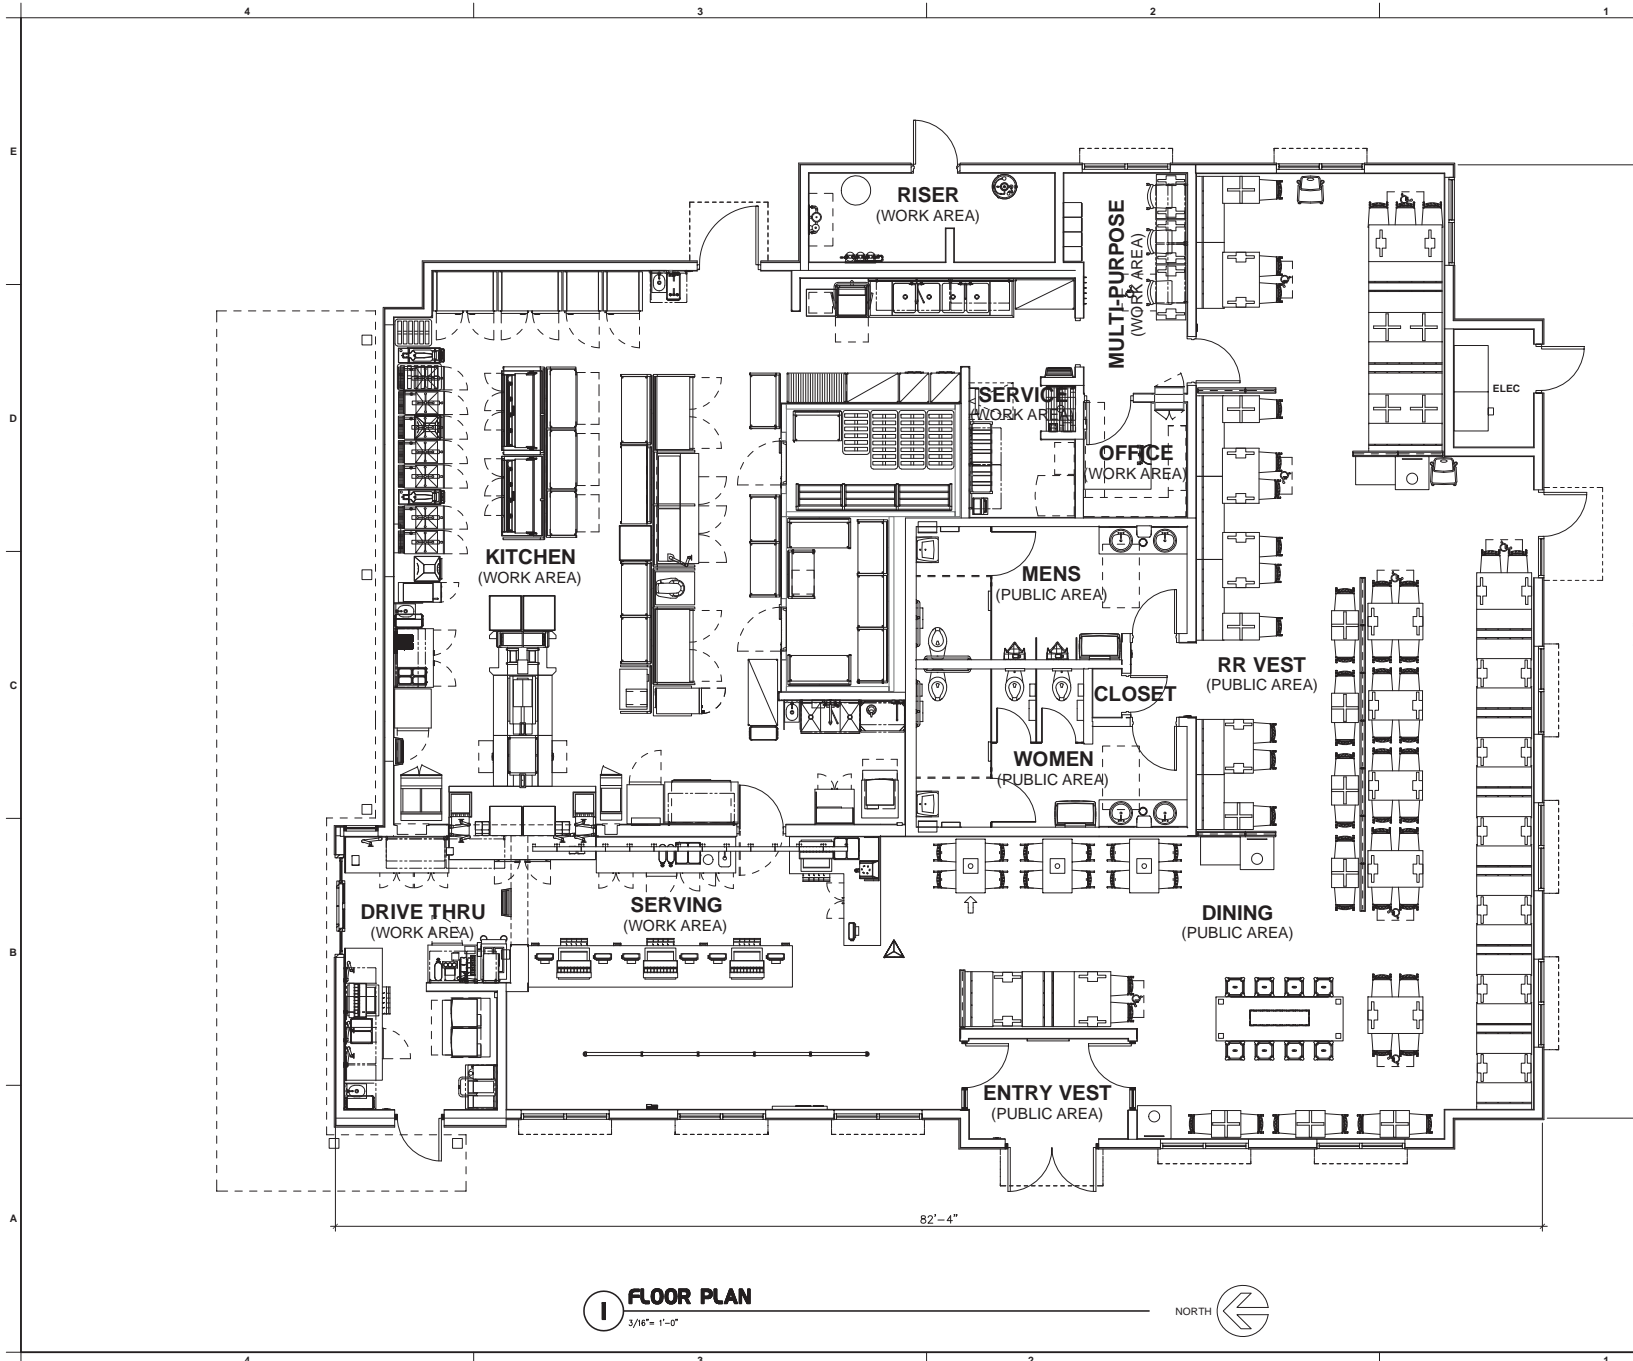 4 3 2 1
E
RISER
(WORK AREA)
MULTI-PURPOSE
(WORK AREA)
D
ELEC
SERVICE
(WORK AREA)
OFFICE
(WORK AREA)
KITCHEN
(WORK AREA)
MENS
(PUBLIC AREA)
C
RR VEST
(PUBLIC AREA)
CLOSET
WOMEN
(PUBLIC AREA)
DRIVE THRU
(WORK AREA)
SERVING
(WORK AREA)
DINING
(PUBLIC AREA)
B
ENTRY VEST
(PUBLIC AREA)
A
82'-4"
1 FLOOR PLAN
3/16"= 1'-0"
NORTH
4 3 2 1